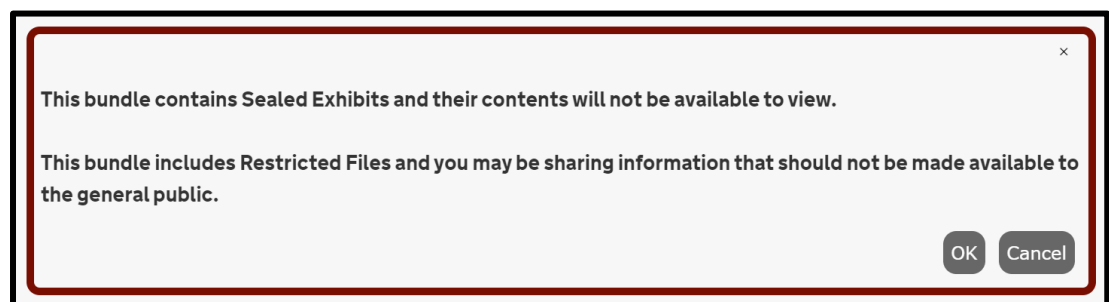 ×
This bundle contains Sealed Exhibits and their contents will not be available to view.
This bundle includes Restricted Files and you may be sharing information that should not be made available to
the general public.
OK Cancel